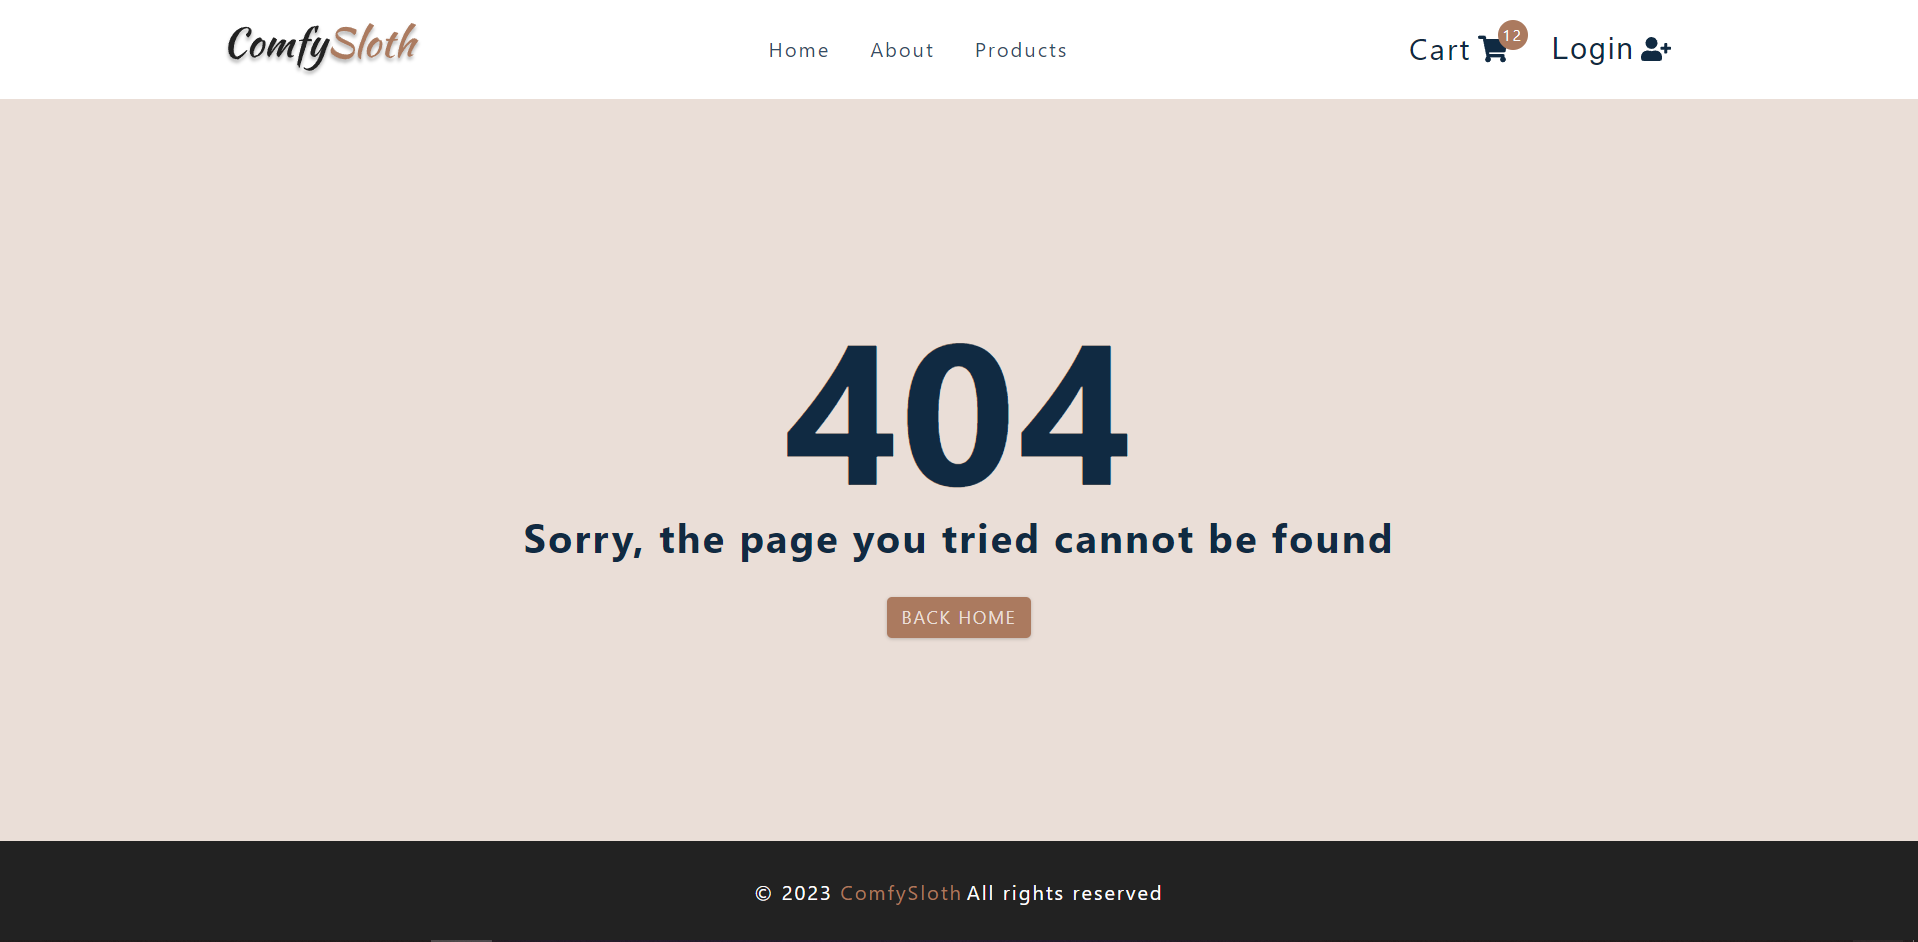 ComfySloth
Home About Products
Cart 12 Login
404
Sorry, the page you tried cannot be found
BACK HOME
© 2023 ComfySloth All rights reserved